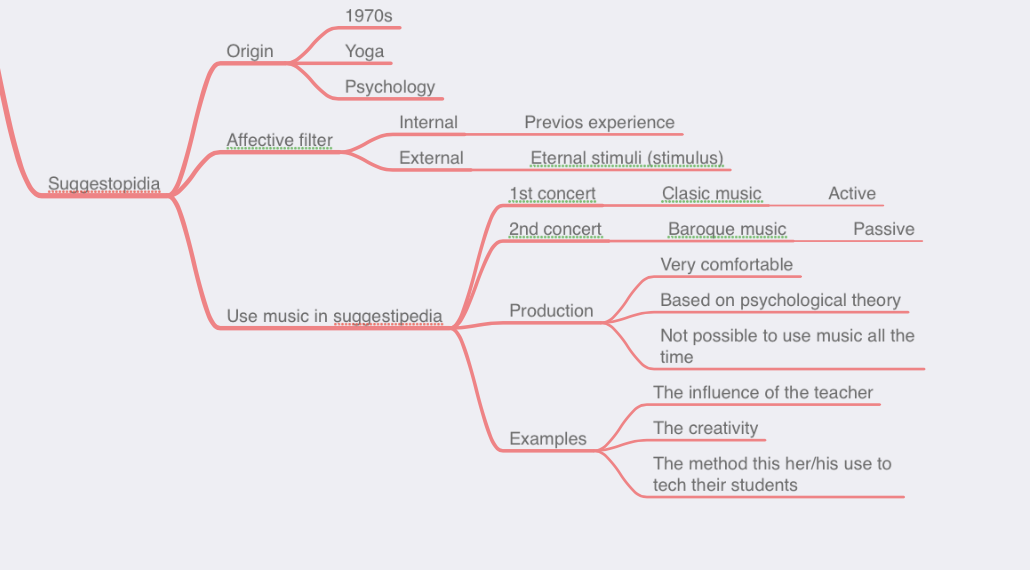 1970s
Origin
Yoga
Psychology
Internal
Previos experience
Affective filter
External
Eternal stimuli (stimulus)
Suggestopidia
1st concert
Clasic music
Active
2nd concert
Baroque music
Passive
Very comfortable
Based on psychological theory
Production
Use music in suggestipedia
Not possible to use music all the
time
The influence of the teacher
The creativity
Examples
The method this her/his use to
tech their students